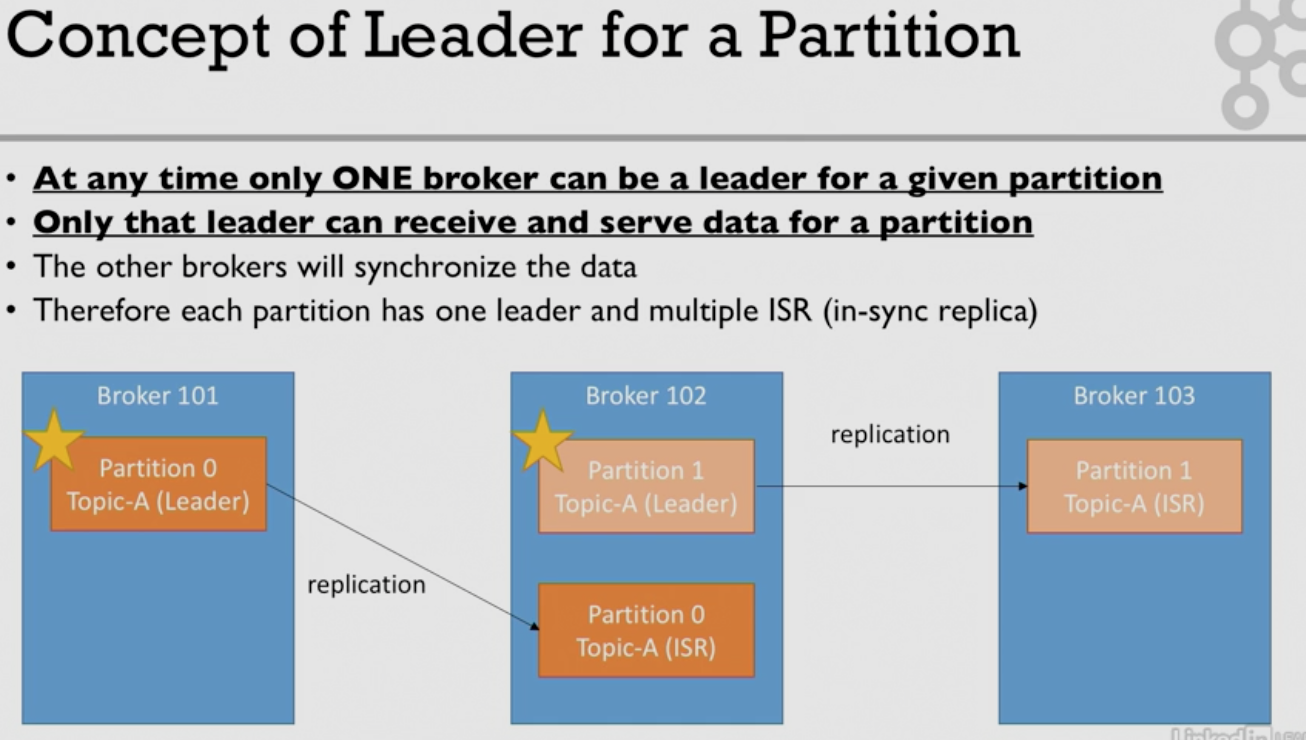 Concept of Leader for a Partition
• At any time only ONE broker can be a leader for a given partition
• Only that leader can receive and serve data for a partition
• The other brokers will synchronize the data
• Therefore each partition has one leader and multiple ISR (in-sync replica)
Broker 101
Partition 0
Topic-A (Leader)
replication
Broker 102
Partition 1
Topic-A (Leader)
Partition 0
Topic-A (ISR)
replication
Broker 103
Partition 1
Topic-A (ISR)
Linked in